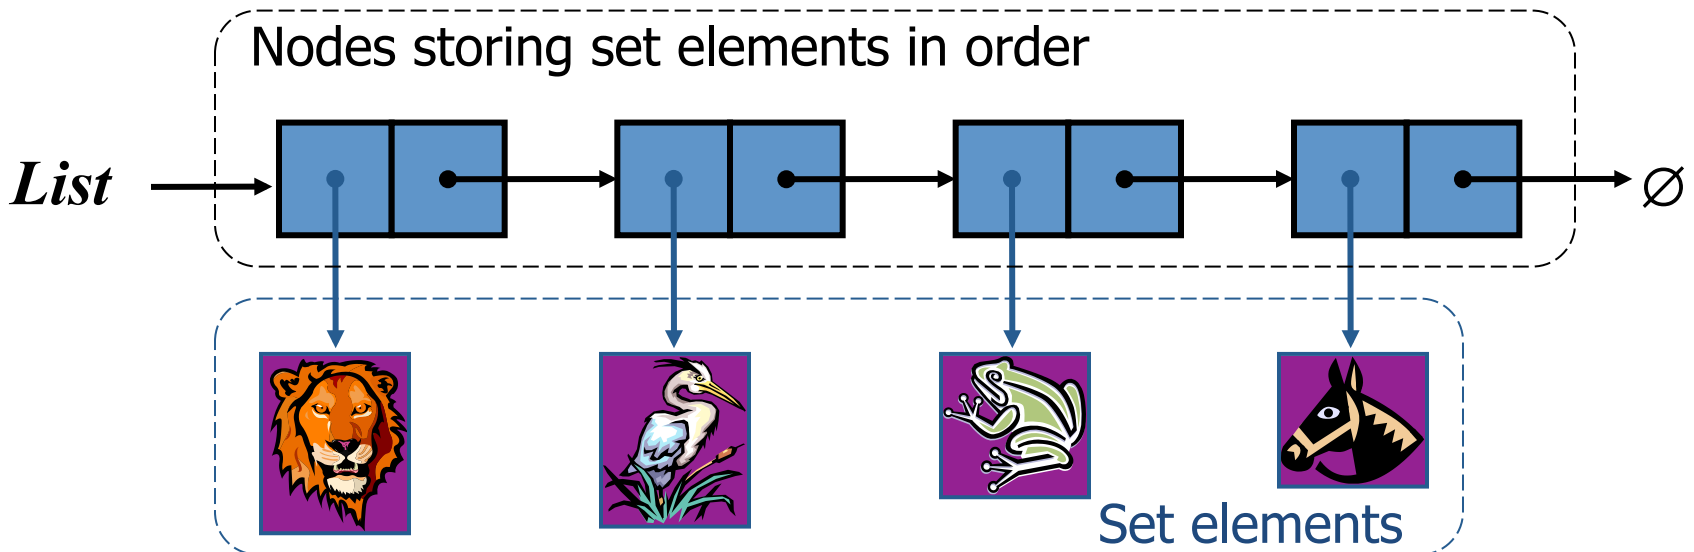 Nodes storing set elements in order
List
∅
Set elements